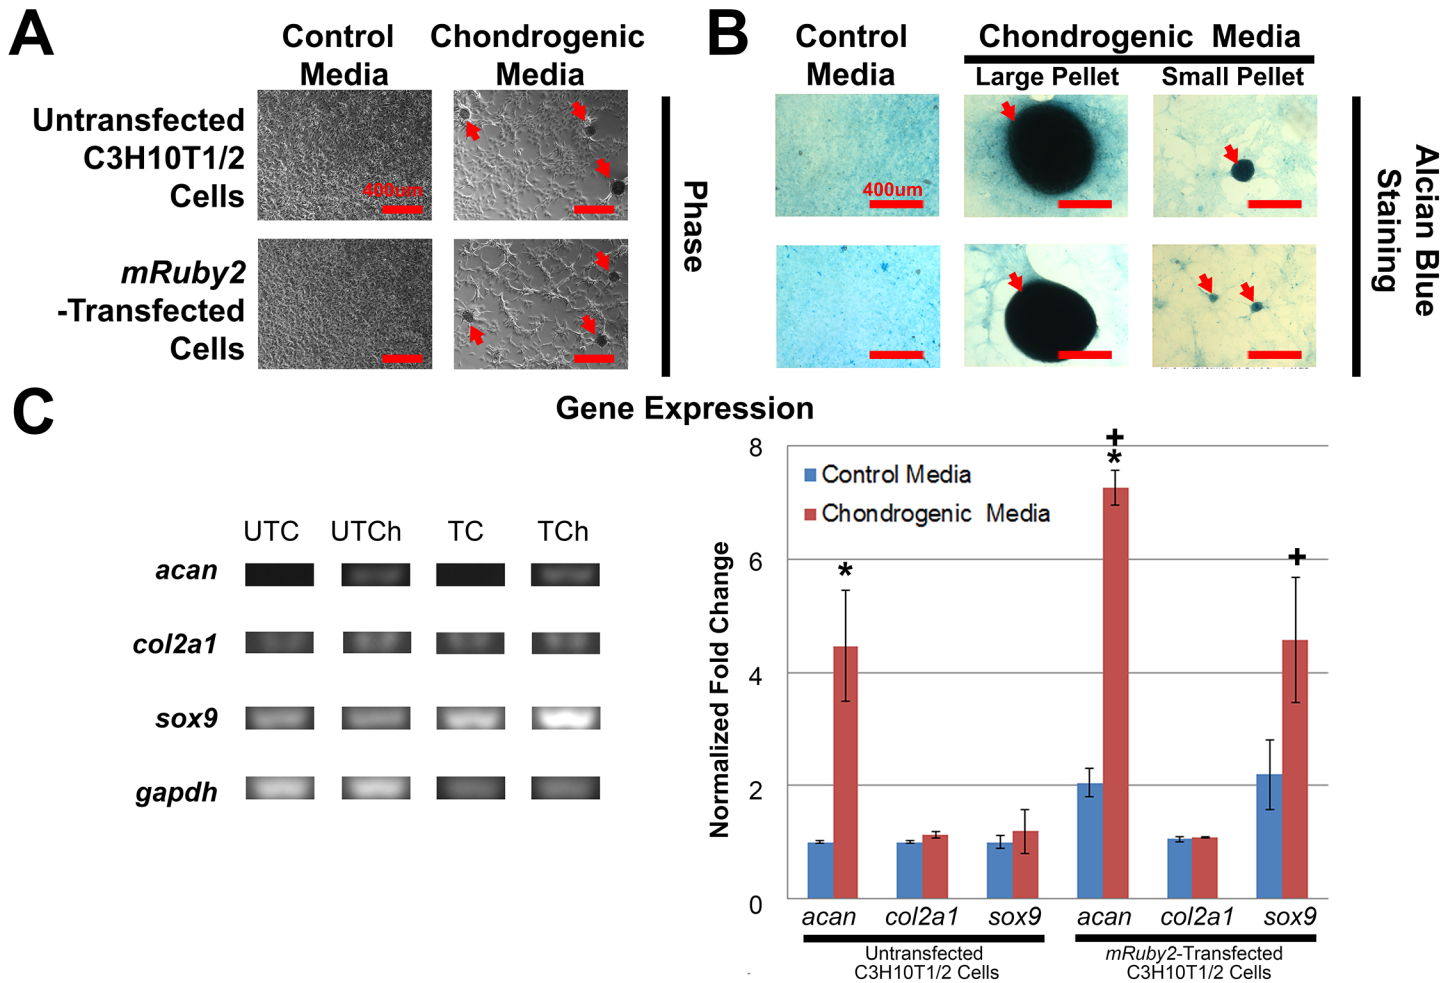 A
Control
Media
Chondrogenic
Media
Untransfected
C3H10T1/2
Cells
400um
mRuby2
-Transfected
Cells
Phase
B
Control
Media
Chondrogenic Media
Large Pellet
Small Pellet
400um
Alcian Blue
Staining
C
Gene Expression
UTC UTCh TC TCh
acan
col2a1
sox9
gapdh
Normalized Fold Change
8
6
4
2
0
Control Media
Chondrogenic Media
*
+
*
+
acan col2a1 sox9 acan col2a1 sox9
Untransfected
C3H10T1/2 Cells
mRuby2-Transfected
C3H10T1/2 Cells